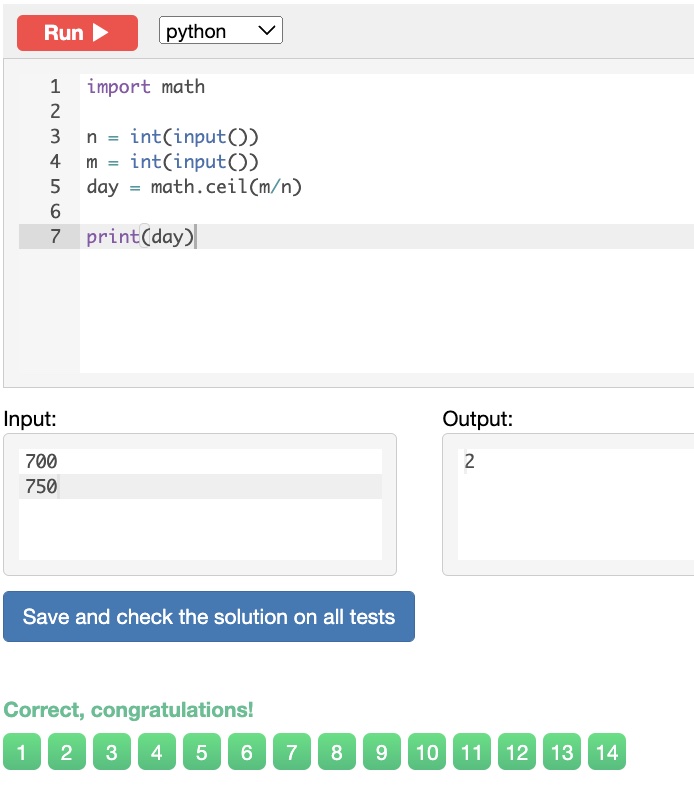 Run ▶ python
1 import math
2
3 n = int(input())
4 m = int(input())
5 day = math.ceil(m/n)
6
7 print(day)
Input:
700
750
Output:
2
Save and check the solution on all tests
Correct, congratulations!
1 2 3 4 5 6 7 8 9 10 11 12 13 14